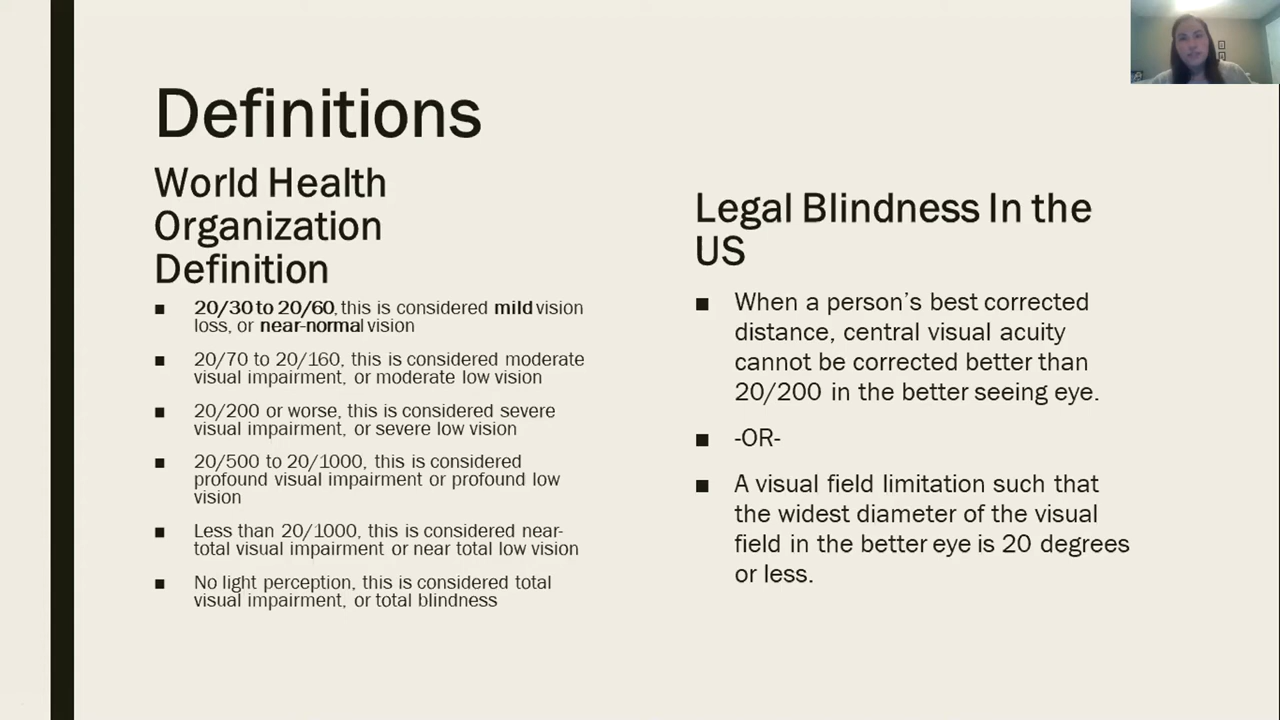 Definitions
World Health
Organization
Definition
■ 20/30 to 20/60, this is considered mild vision
loss, or near-normal vision
■ 20/70 to 20/160, this is considered moderate
visual impairment, or moderate low vision
■ 20/200 or worse, this is considered severe
visual impairment, or severe low vision
■ 20/500 to 20/1000, this is considered
profound visual impairment or profound low
vision
■ Less than 20/1000, this is considered near-
total visual impairment or near total low vision
■ No light perception, this is considered total
visual impairment, or total blindness
Legal Blindness In the
US
■ When a person's best corrected
distance, central visual acuity
cannot be corrected better than
20/200 in the better seeing eye.
■ -OR-
■ A visual field limitation such that
the widest diameter of the visual
field in the better eye is 20 degrees
or less.